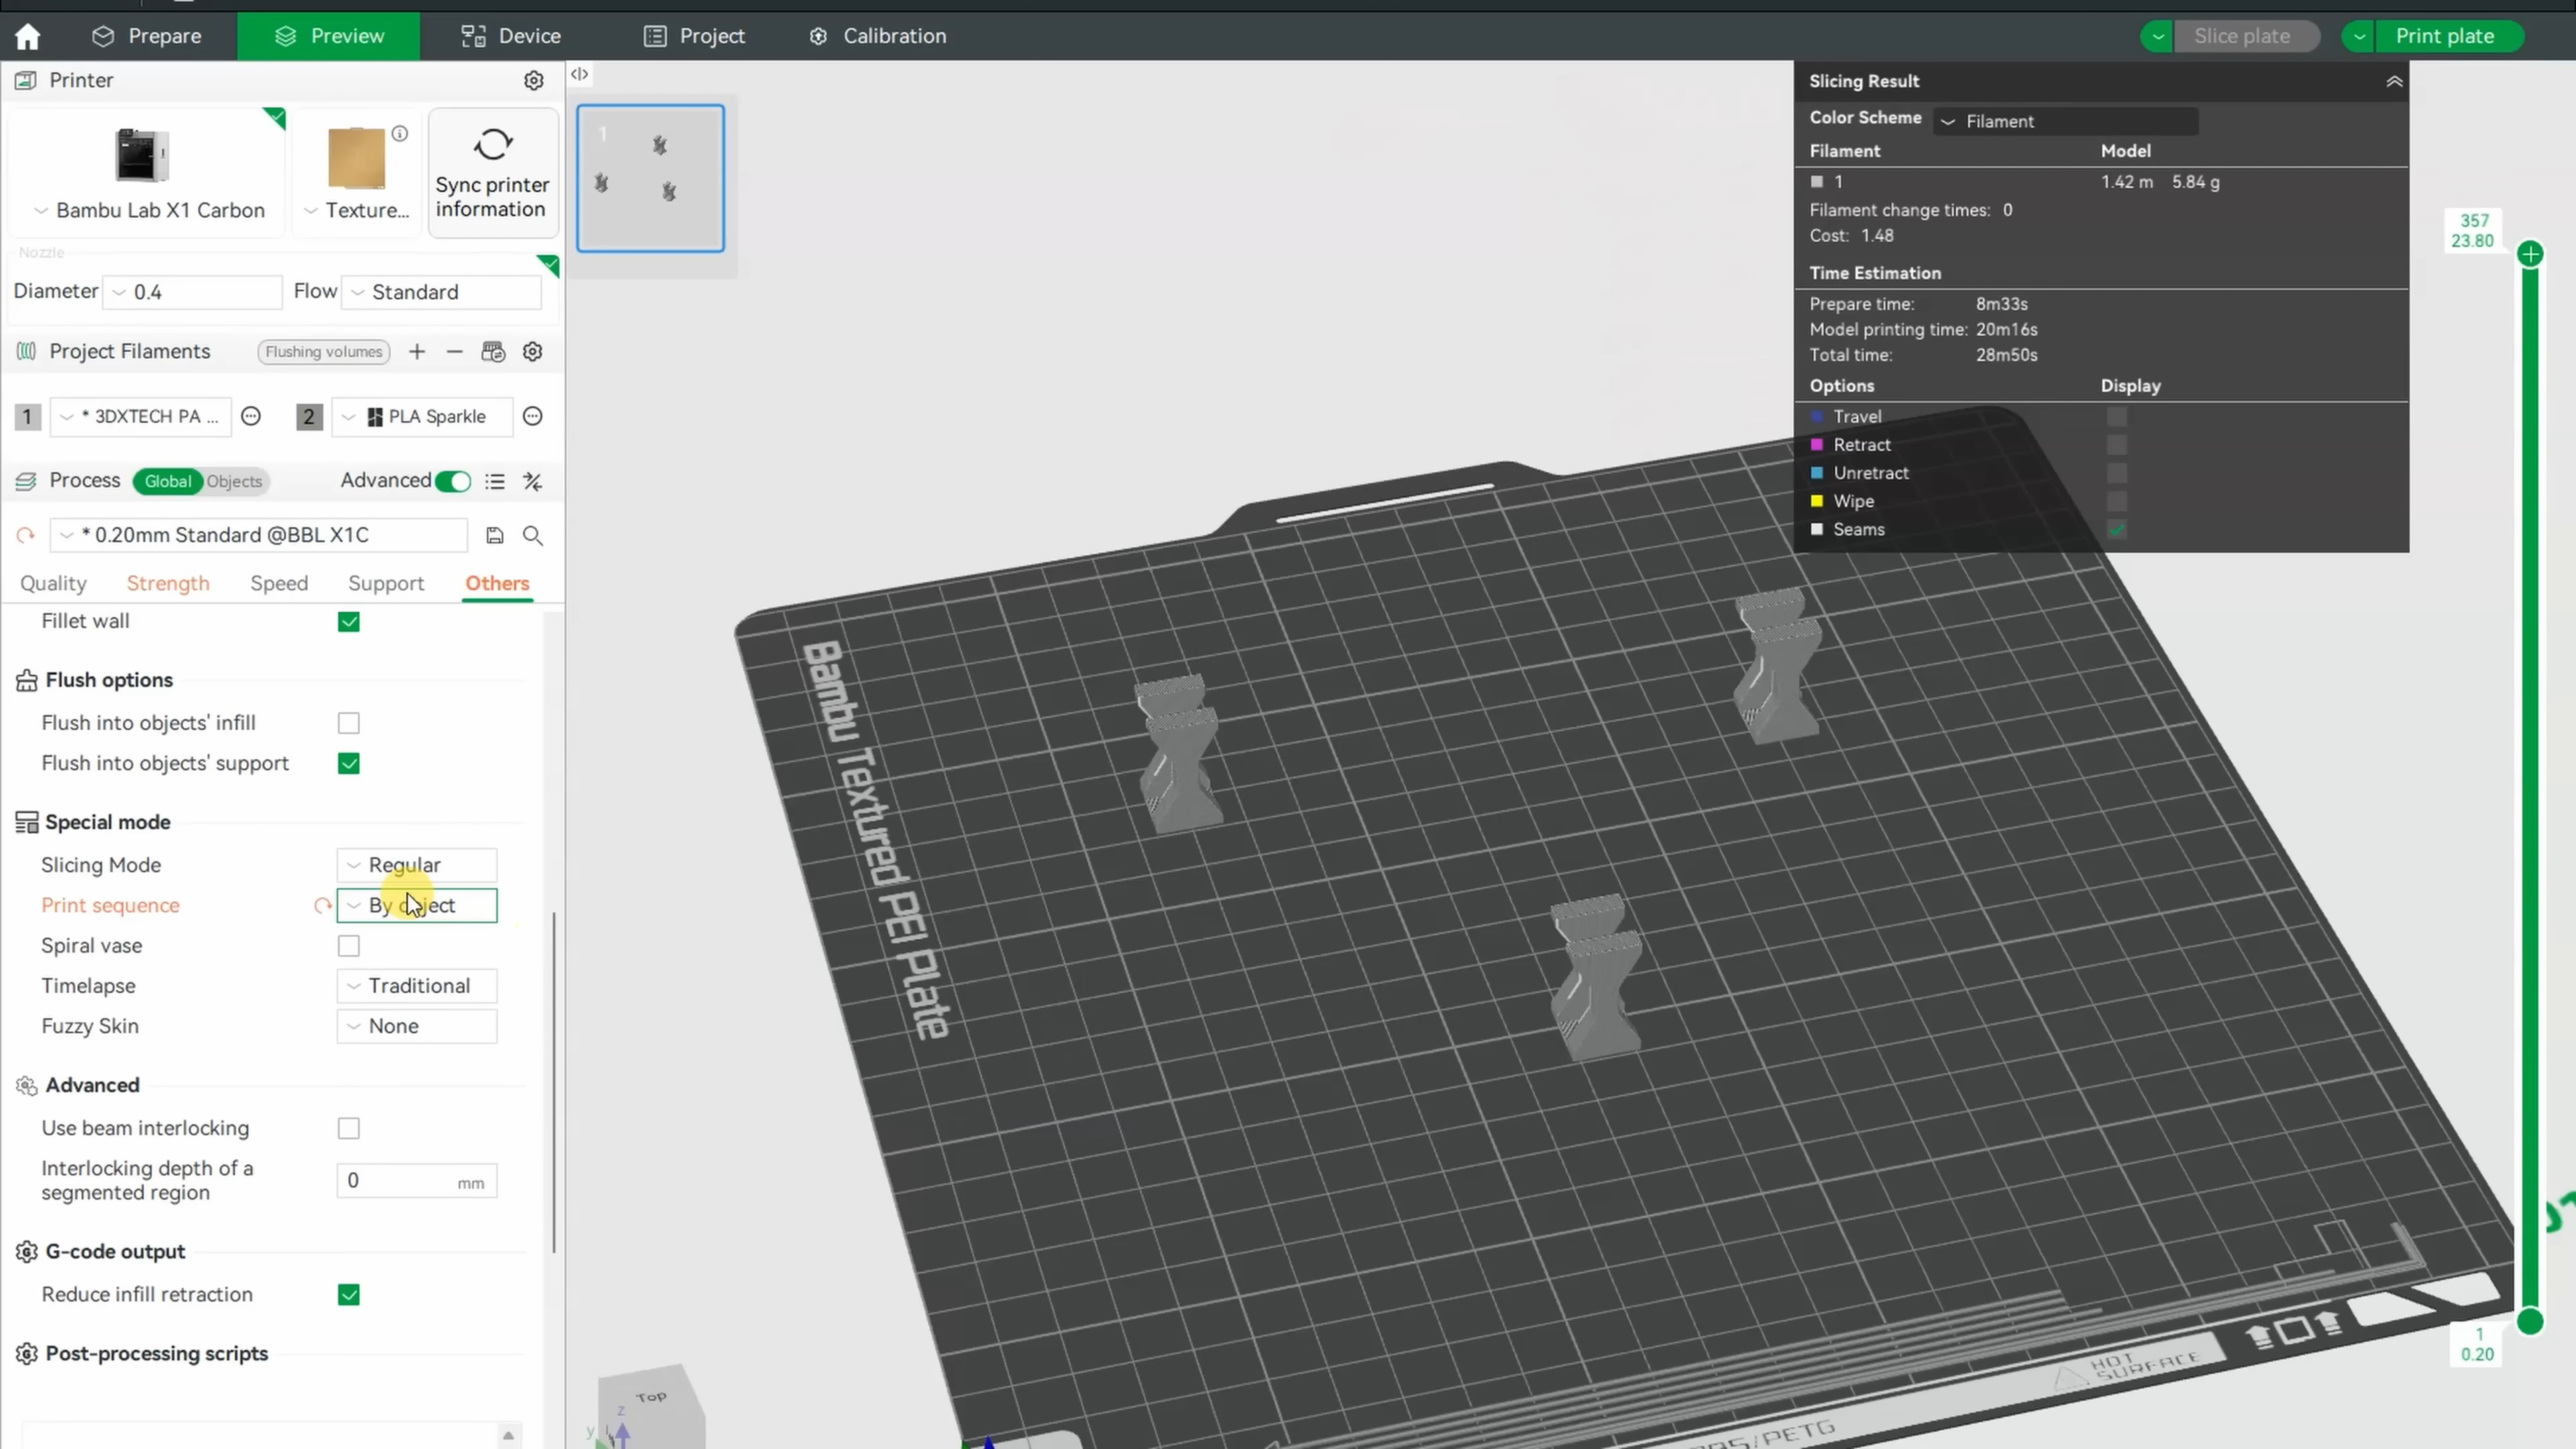 Prepare
Preview
Device
Project
Calibration
Slice plate
Print plate
Printer
Bambu Lab X1 Carbon
Texture...
Sync printer
information
Nozzle
Diameter
0.4
Flow
Standard
Project Filaments
Flushing volumes
1
* 3DXTECH PA ...
2
PLA Sparkle
Process
Global
Objects
Advanced
* 0.20mm Standard @BBL X1C
Quality
Strength
Speed
Support
Others
Fillet wall
Flush options
Flush into objects' infill
Flush into objects' support
Special mode
Slicing Mode
Regular
Print sequence
By object
Spiral vase
Timelapse
Traditional
Fuzzy Skin
None
Advanced
Use beam interlocking
Interlocking depth of a
segmented region
0
mm
G-code output
Reduce infill retraction
Post-processing scripts
1
Slicing Result
Color Scheme
Filament
Filament
Model
1
1.42 m 5.84 g
Filament change times: 0
Cost: 1.48
Time Estimation
Prepare time: 8m33s
Model printing time: 20m16s
Total time: 28m50s
Options
Display
Travel
Retract
Unretract
Wipe
Seams
357
23.80
Bambu Textured PEI Plate
1
0.20
HOT
SURFACE
/PETG
Top
z
y